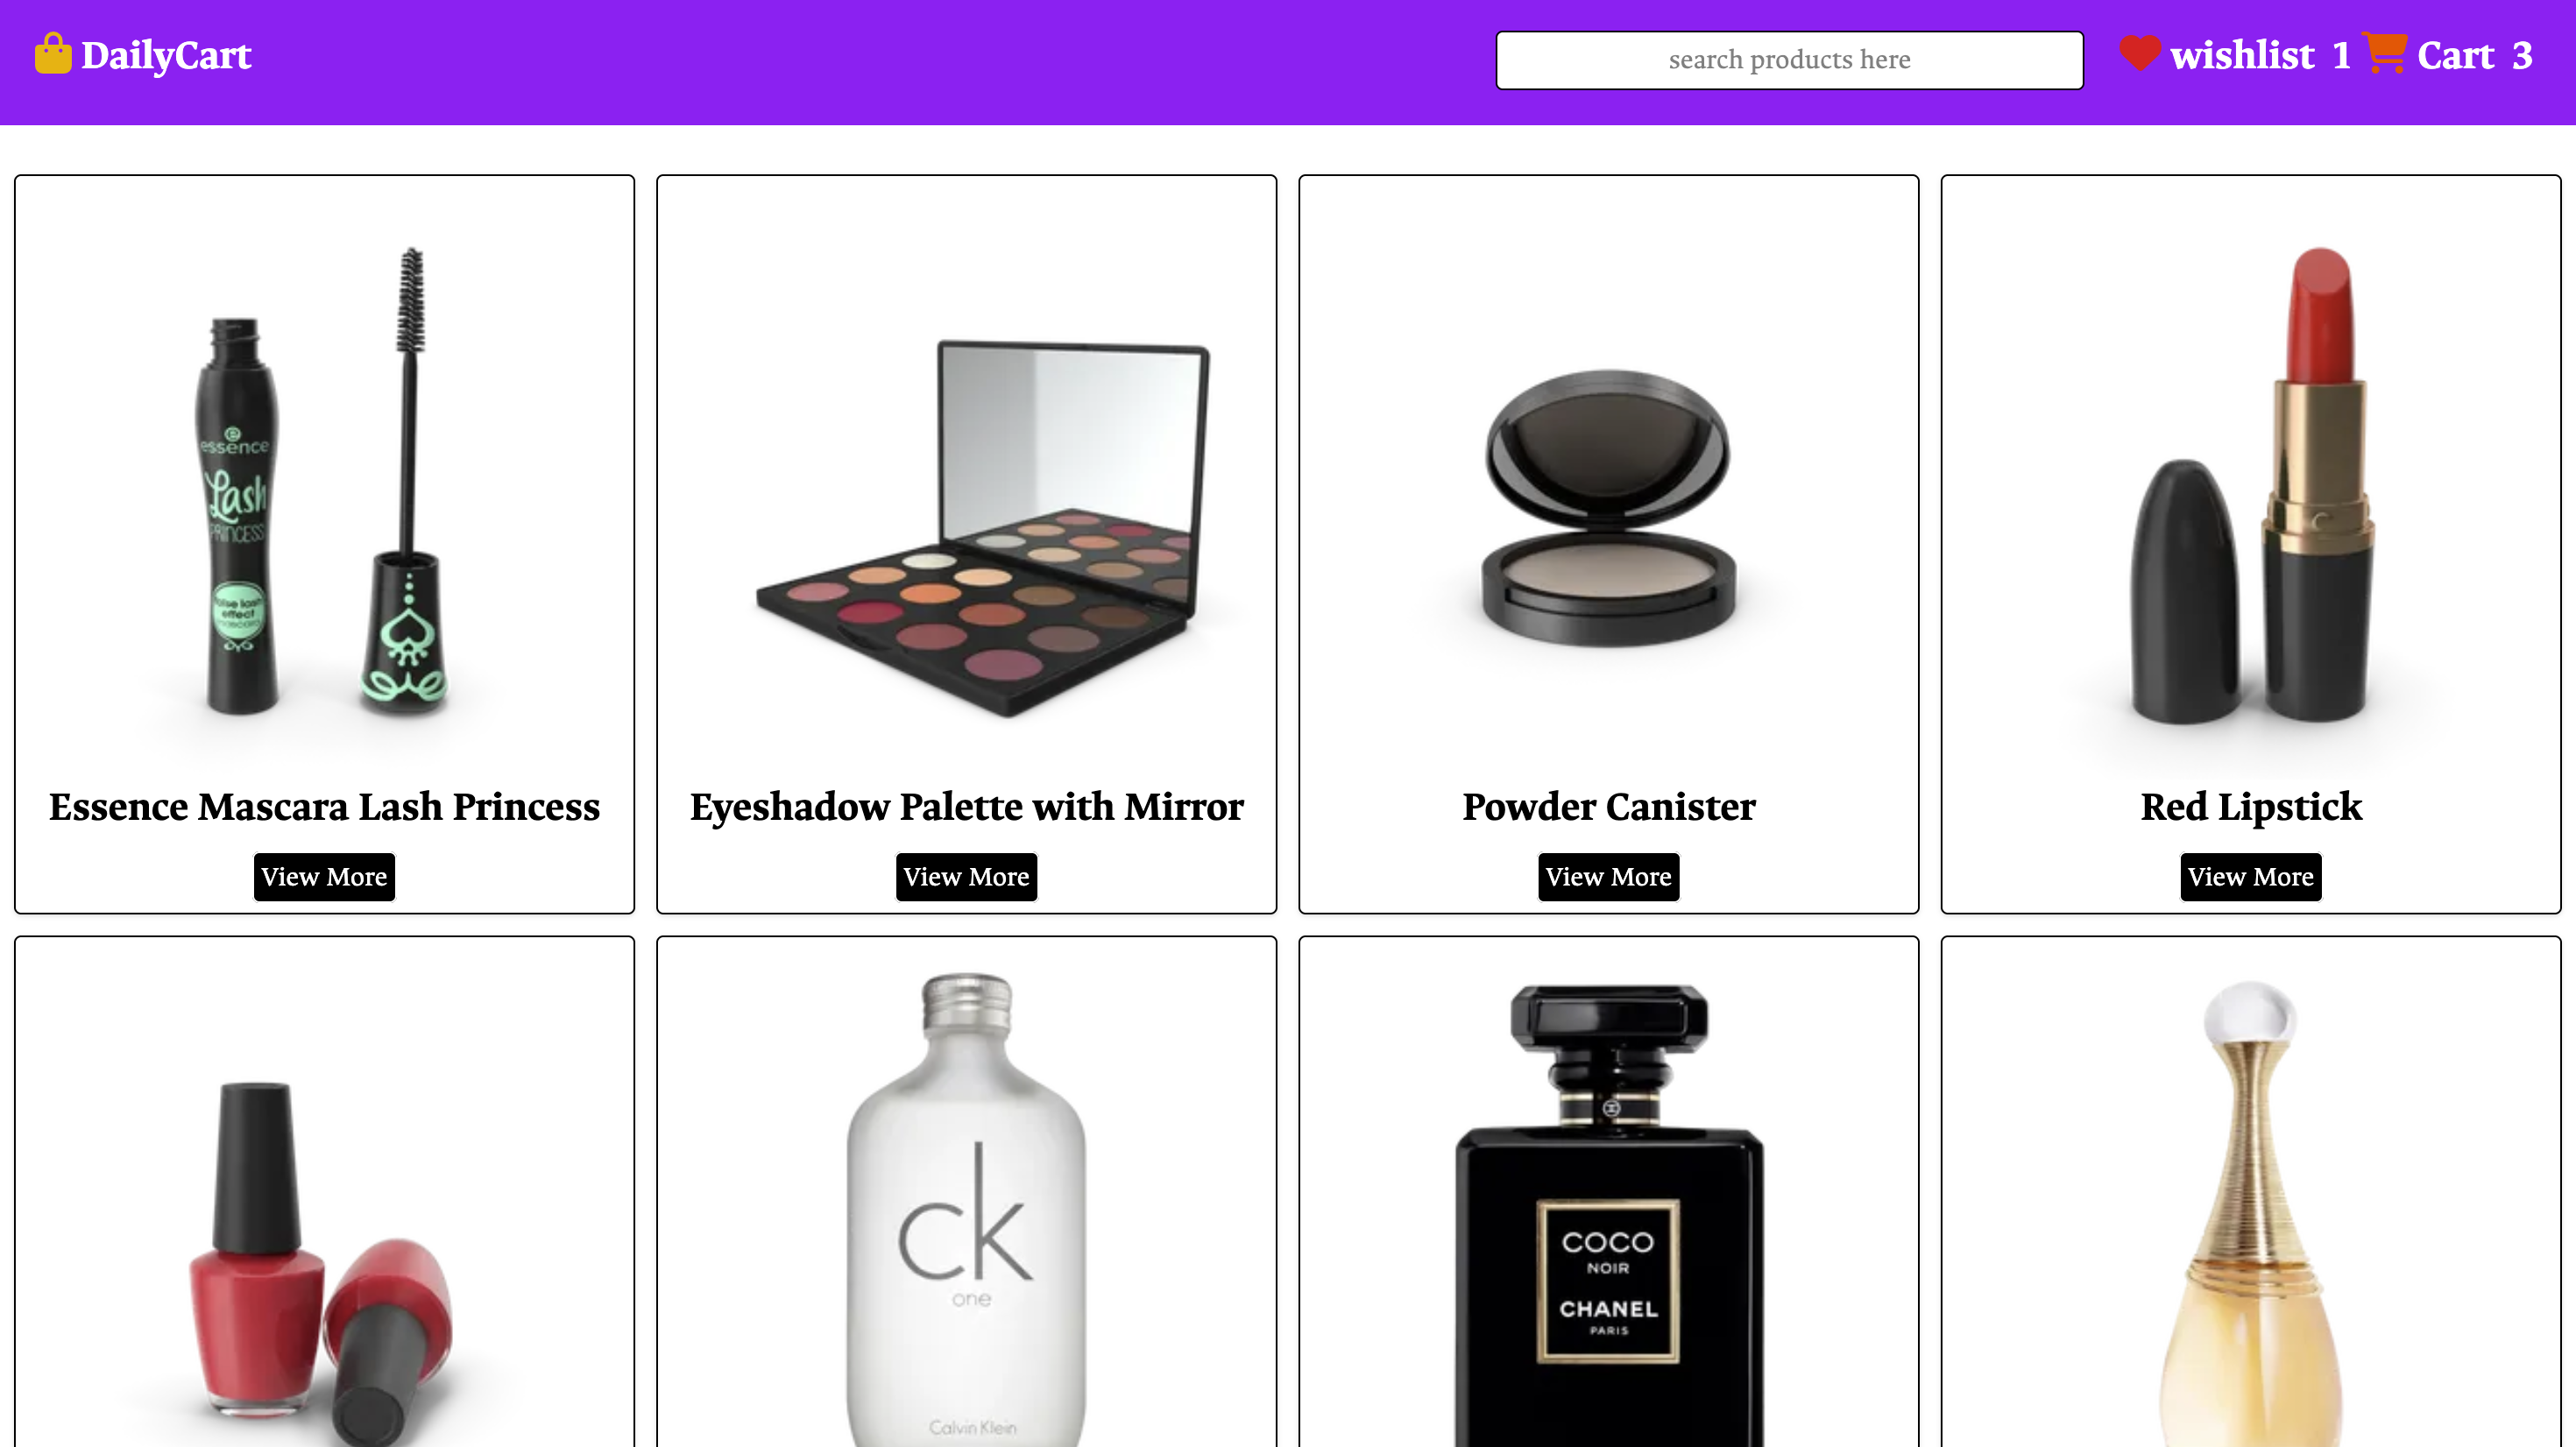 DailyCart
search products here
wishlist 1
Cart 3
essence
Lash
PRINCESS
false lash
effect
mascara
Essence Mascara Lash Princess
View More
Eyeshadow Palette with Mirror
View More
Powder Canister
View More
Red Lipstick
View More
ck
one
Calvin Klein
COCO
NOIR
CHANEL
PARIS